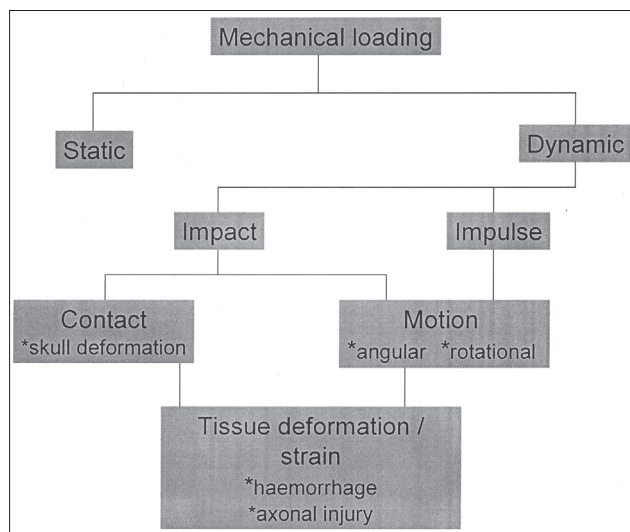 Mechanical loading
Static
Dynamic
Impact
Impulse
Contact
*skull deformation
Motion
*angular *rotational
Tissue deformation /
strain
*haemorrhage
*axonal injury